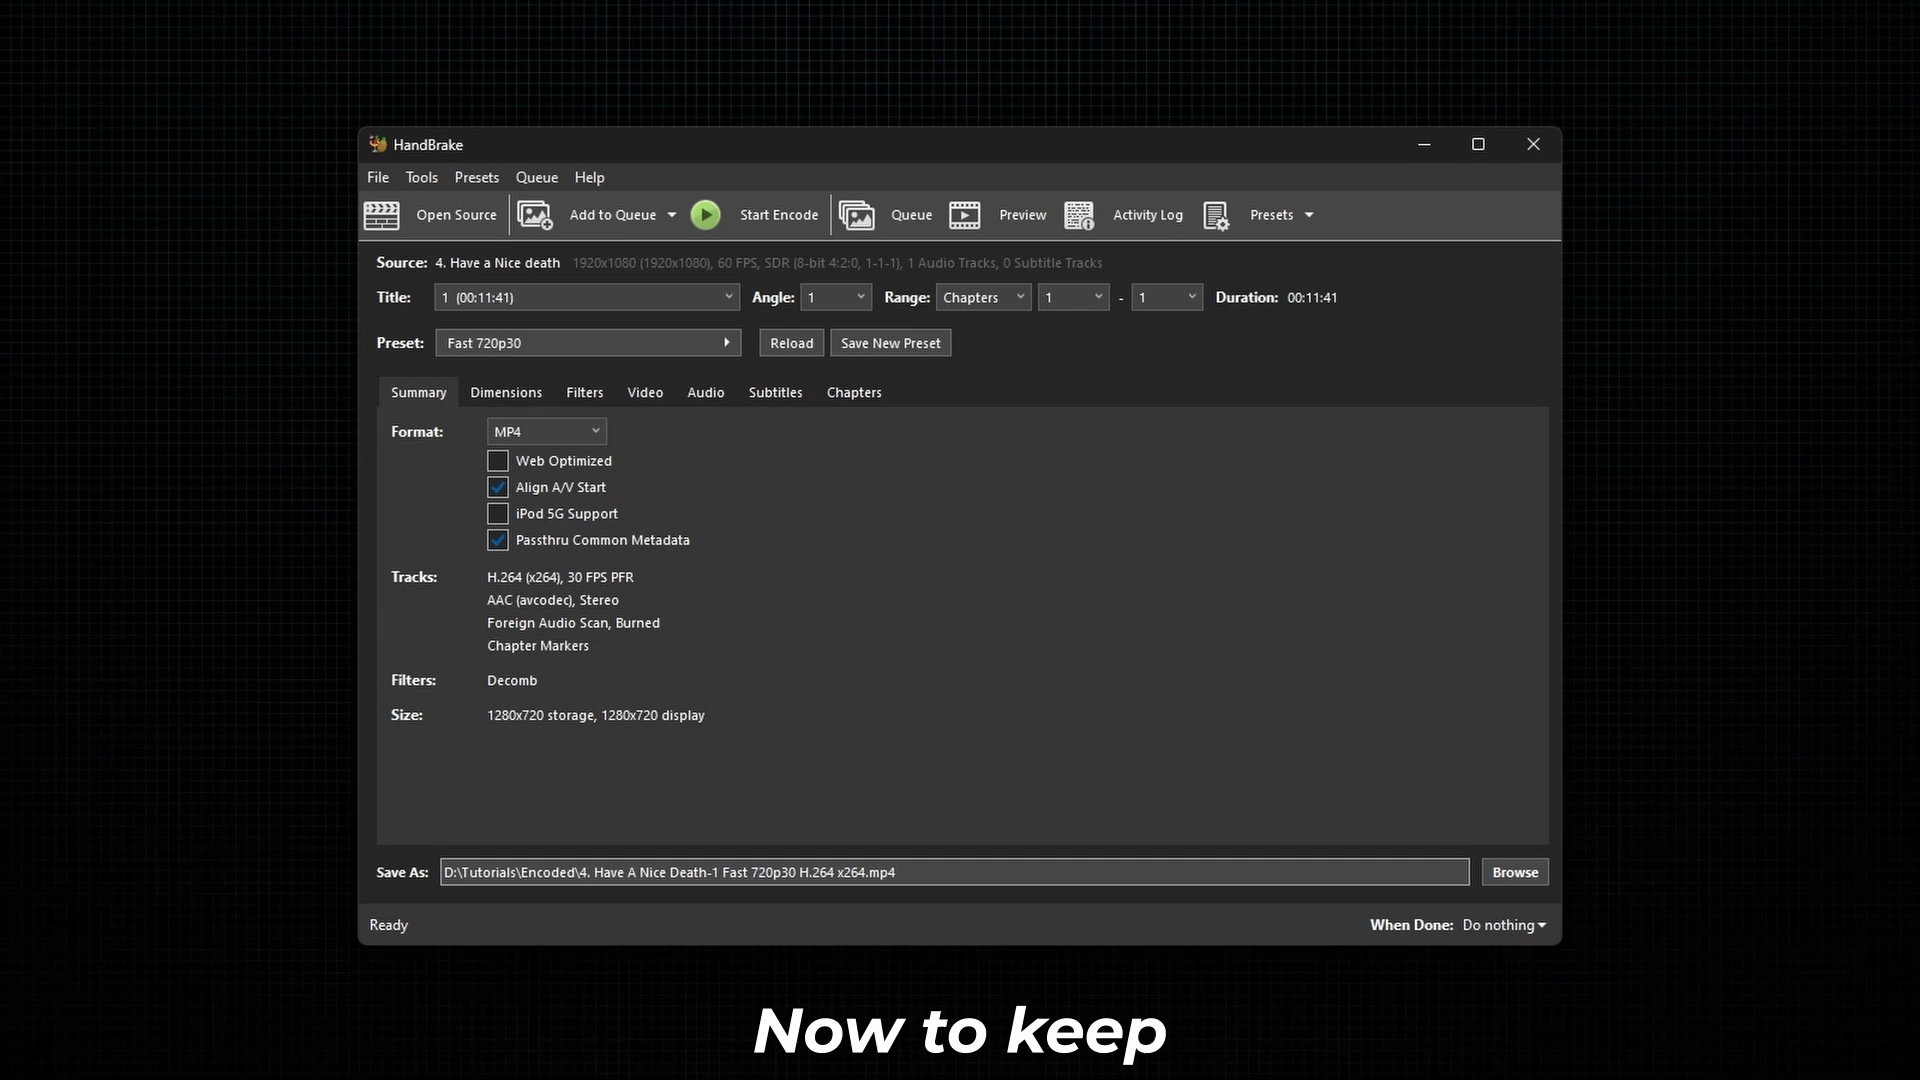 HandBrake
File Tools Presets Queue Help
Open Source Add to Queue Start Encode Queue Preview Activity Log Presets
Source: 4. Have a Nice death 1920x1080 (1920x1080), 60 FPS, SDR (8-bit 4:2:0, 1-1-1), 1 Audio Tracks, 0 Subtitle Tracks
Title: 1 (00:11:41) Angle: 1 Range: Chapters 1 - 1 Duration: 00:11:41
Preset: Fast 720p30 Reload Save New Preset
Summary Dimensions Filters Video Audio Subtitles Chapters
Format: MP4
Web Optimized
Align A/V Start
iPod 5G Support
Passthru Common Metadata
Tracks: H.264 (x264), 30 FPS PFR
AAC (avcodec), Stereo
Foreign Audio Scan, Burned
Chapter Markers
Filters: Decomb
Size: 1280x720 storage, 1280x720 display
Save As: D:\Tutorials\Encoded\4. Have A Nice Death-1 Fast 720p30 H.264 x264.mp4 Browse
Ready When Done: Do nothing
Now to keep